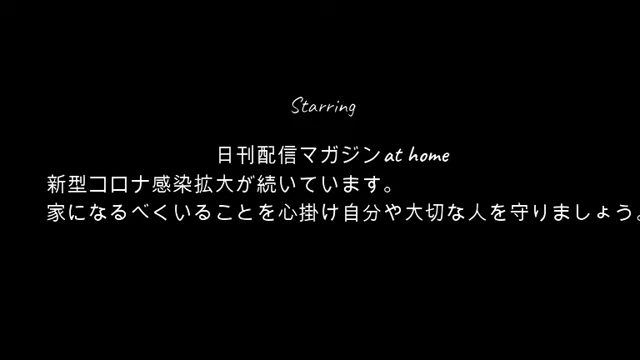 Starring
日刊配信マガジンat home
新型コロナ感染拡大が続いています。
家になるべくいることを心掛け自分や大切な人を守りましょう。